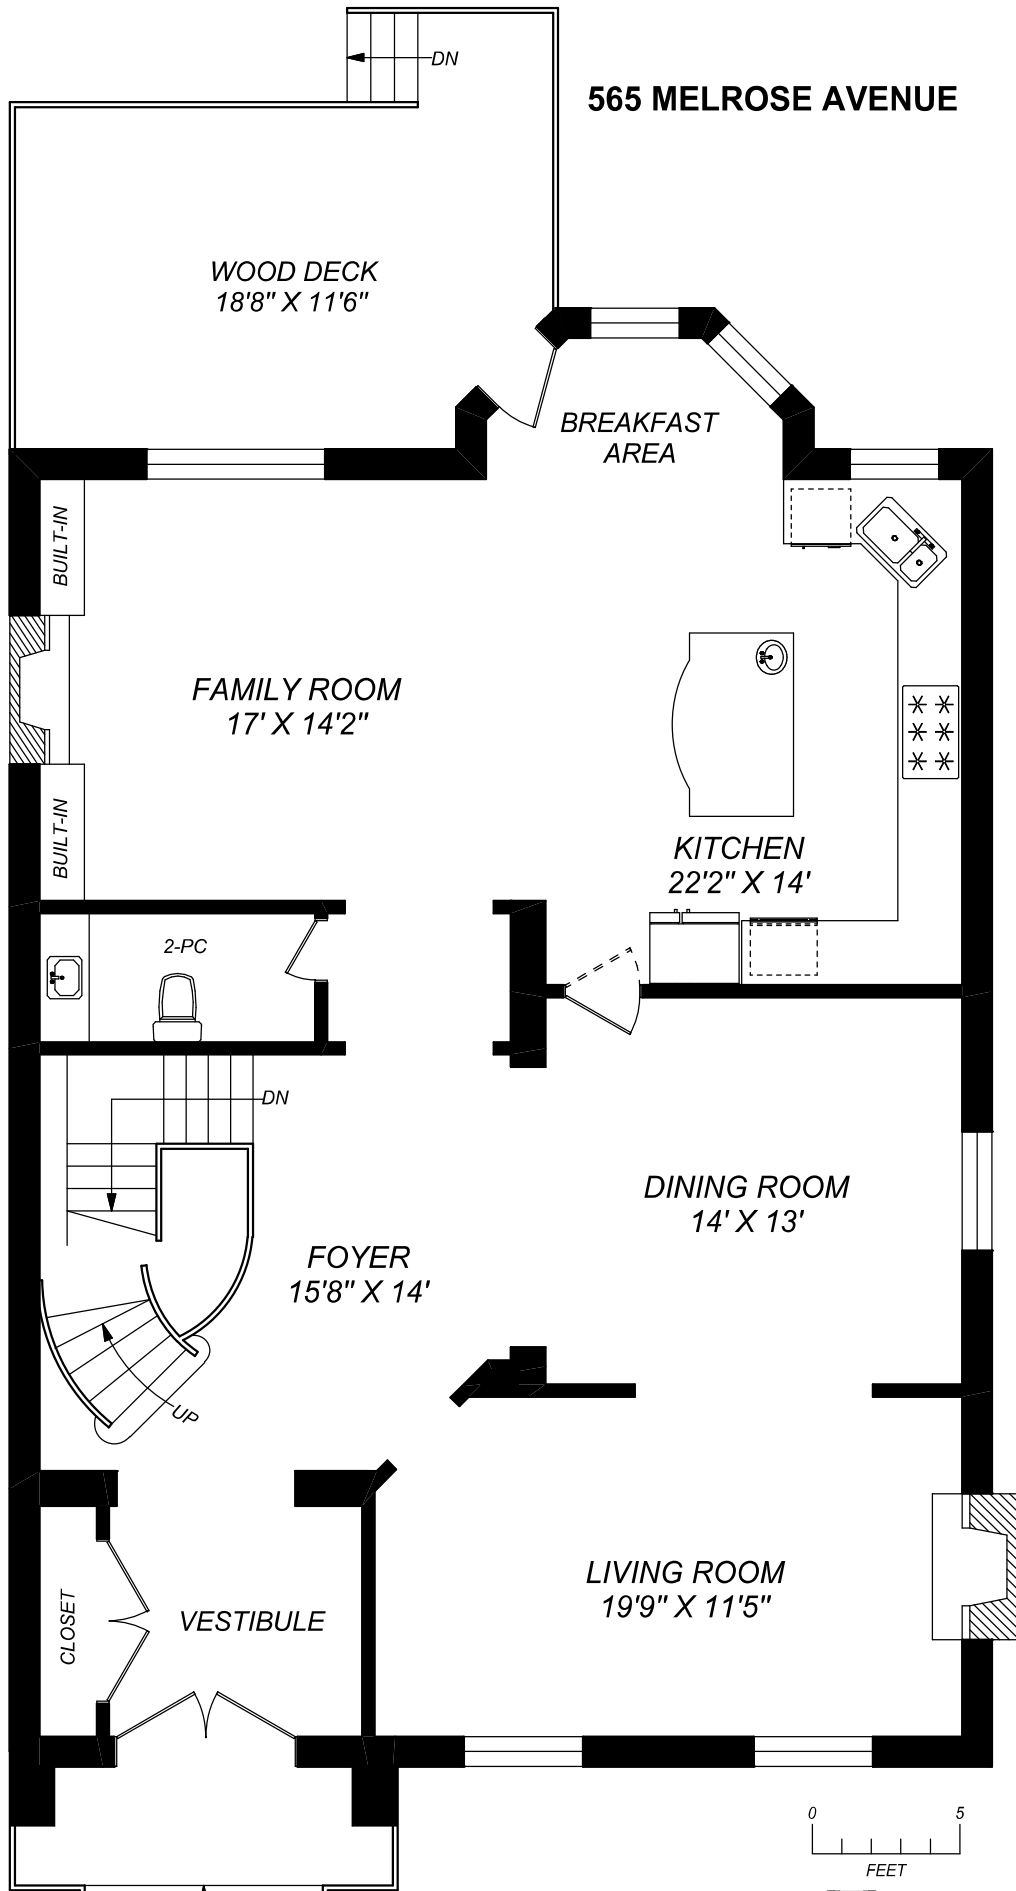 DN
565 MELROSE AVENUE
WOOD DECK
18'8" X 11'6"
BREAKFAST
AREA
BUILT-IN
FAMILY ROOM
17' X 14'2"
BUILT-IN
KITCHEN
22'2" X 14'
2-PC
DN
DINING ROOM
14' X 13'
FOYER
15'8" X 14'
UP
LIVING ROOM
19'9" X 11'5"
CLOSET
VESTIBULE
0 5
FEET